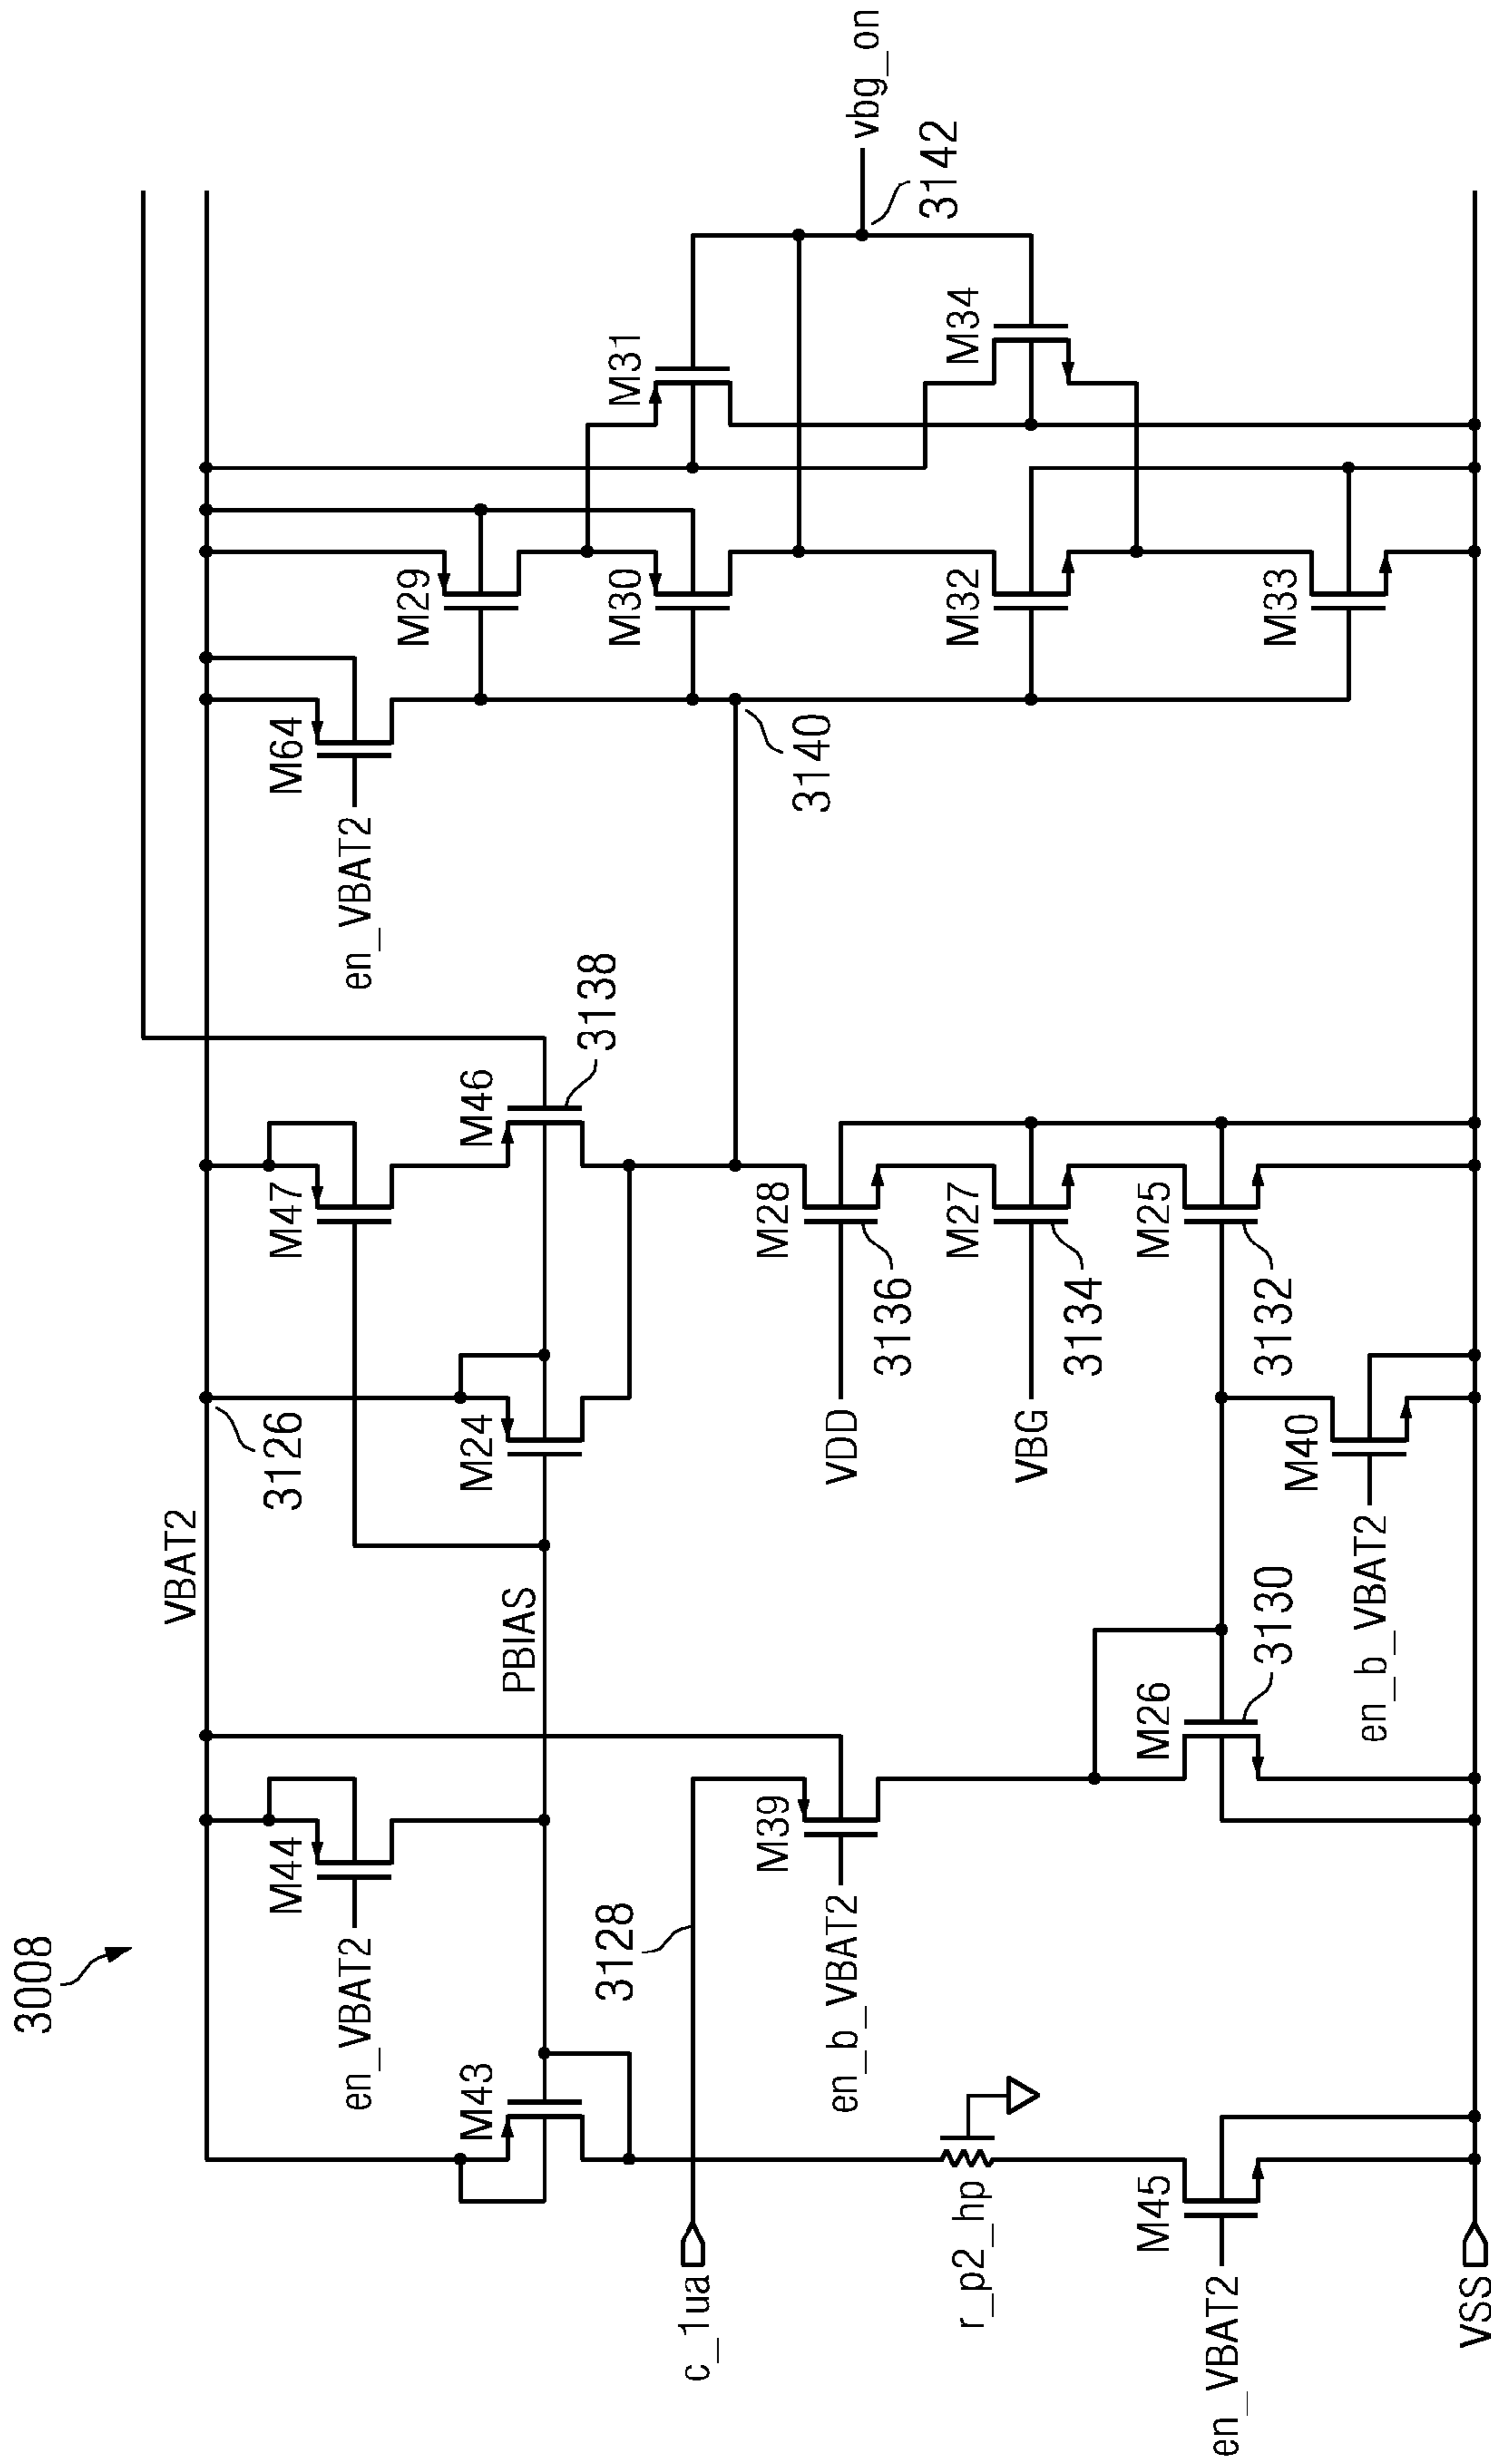 3008
VBAT2
3126
M43
M44
en_VBAT2
PBIAS
M24
M47
M46
3138
M64
en_VBAT2
M29
M30
M31
3140
vbg_on
3142
c_1ua
3128
M39
en_b_VBAT2
VDD
M28
3136
VBG
M27
3134
M32
M34
r_p2_hp
M45
en_VBAT2
M26
3130
M40
en_b_VBAT2
M25
3132
M33
VSS